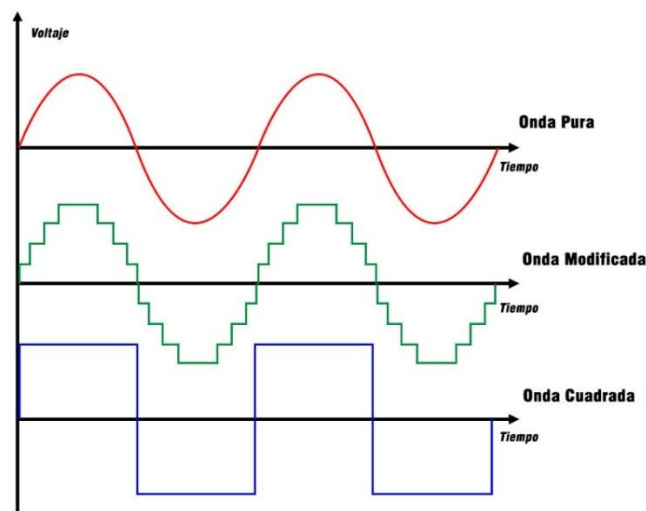 Voltaje
Onda Pura
Tiempo
Onda Modificada
Tiempo
Onda Cuadrada
Tiempo